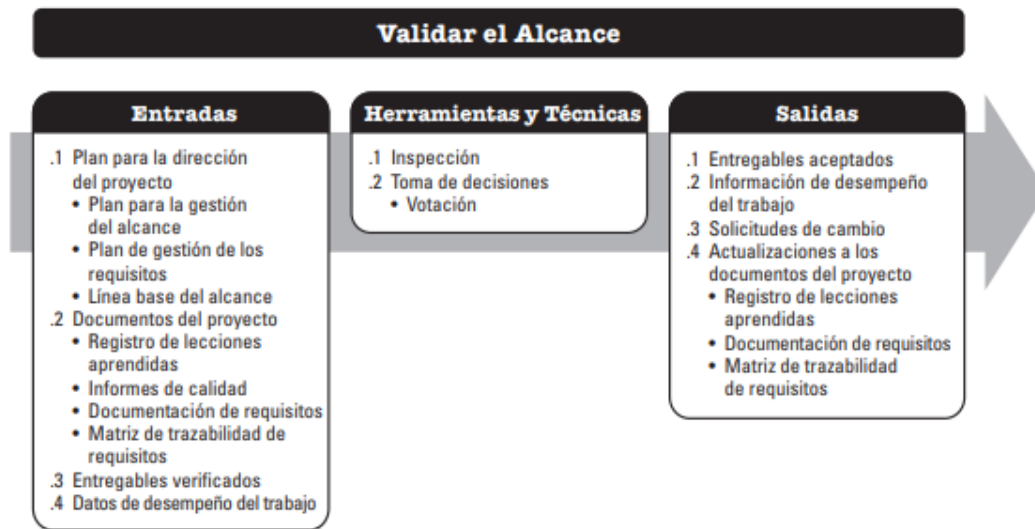 Validar el Alcance
Entradas
.1 Plan para la dirección
del proyecto
• Plan para la gestión
del alcance
• Plan de gestión de los
requisitos
• Línea base del alcance
.2 Documentos del proyecto
• Registro de lecciones
aprendidas
• Informes de calidad
• Documentación de requisitos
• Matriz de trazabilidad de
requisitos
.3 Entregables verificados
.4 Datos de desempeño del trabajo
Herramientas y Técnicas
.1 Inspección
.2 Toma de decisiones
• Votación
Salidas
.1 Entregables aceptados
.2 Información de desempeño
del trabajo
.3 Solicitudes de cambio
.4 Actualizaciones a los
documentos del proyecto
• Registro de lecciones
aprendidas
• Documentación de requisitos
• Matriz de trazabilidad
de requisitos